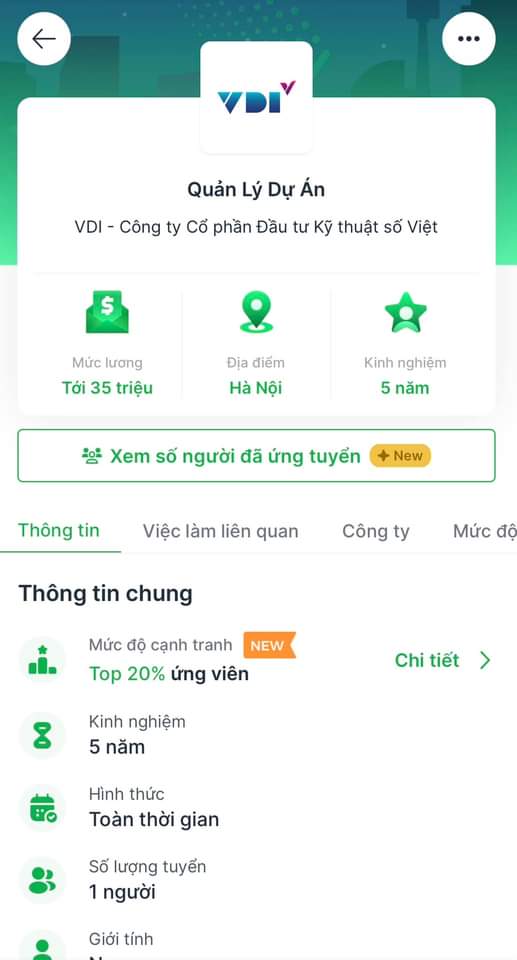 VDI
Quản Lý Dự Án
VDI - Công ty Cổ phần Đầu tư Kỹ thuật số Việt
Mức lương
Tới 35 triệu
Địa điểm
Hà Nội
Kinh nghiệm
5 năm
Xem số người đã ứng tuyển New
Thông tin Việc làm liên quan Công ty Mức độ
Thông tin chung
Mức độ cạnh tranh NEW
Top 20% ứng viên
Chi tiết
Kinh nghiệm
5 năm
Hình thức
Toàn thời gian
Số lượng tuyển
1 người
Giới tính